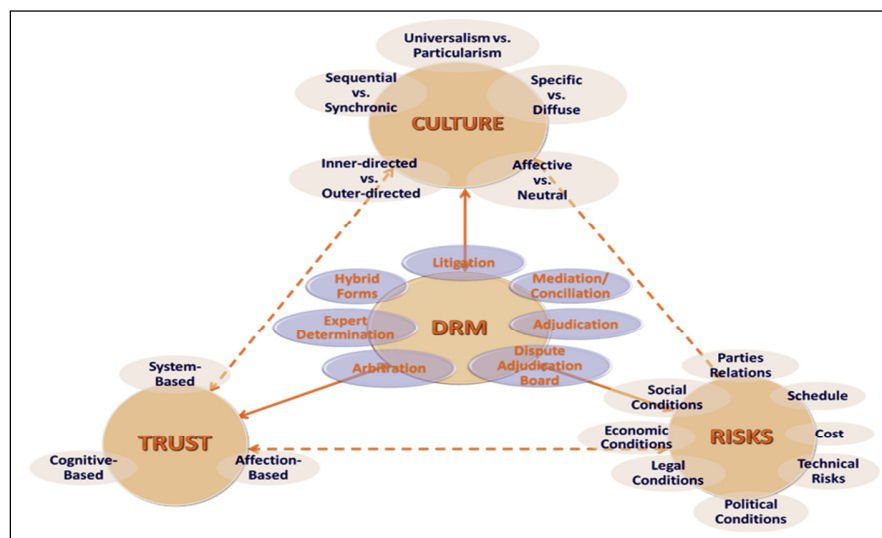 Universalism vs.
Particularism
Sequential
vs.
Synchronic
Specific
vs.
Diffuse
CULTURE
Inner-directed
vs.
Outer-directed
Affective
vs.
Neutral
Litigation
Hybrid
Forms
Mediation/
Conciliation
Expert
Determination
DRM
Adjudication
Arbitration
Dispute
Adjudication
Board
System-
Based
TRUST
Cognitive-
Based
Affection-
Based
Parties
Relations
Social
Conditions
Schedule
Economic
Conditions
RISKS
Cost
Legal
Conditions
Technical
Risks
Political
Conditions